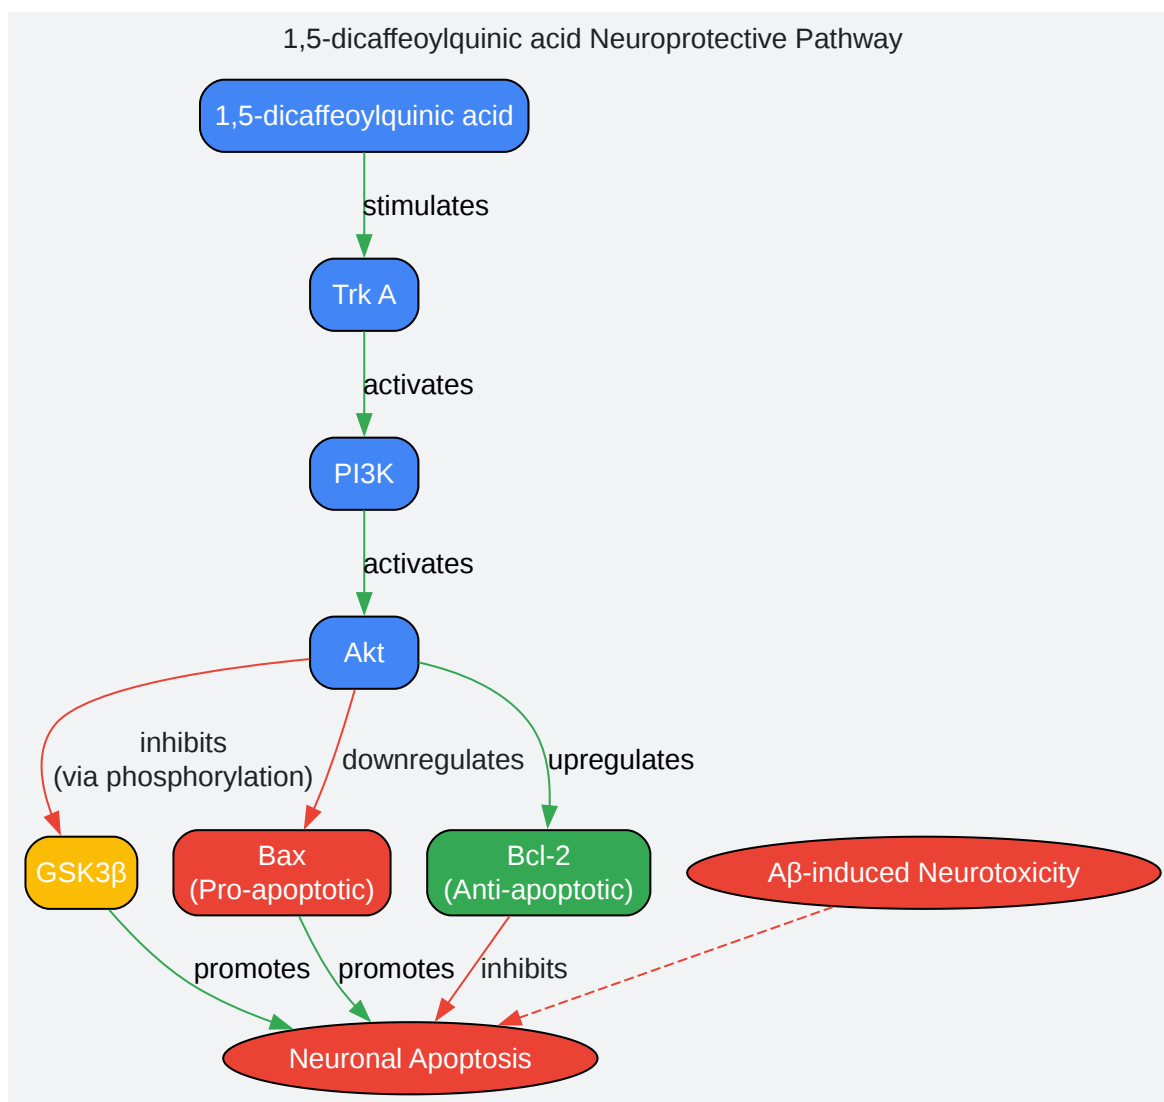 1,5-dicaffeoylquinic acid Neuroprotective Pathway
1,5-dicaffeoylquinic acid
stimulates
Trk A
activates
PI3K
activates
Akt
inhibits
(via phosphorylation)
downregulates
upregulates
GSK3β
Bax
(Pro-apoptotic)
Bcl-2
(Anti-apoptotic)
Aβ-induced Neurotoxicity
promotes
promotes
inhibits
Neuronal Apoptosis